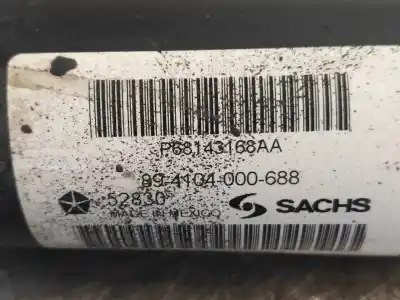 P68143168AA
89-4104-000-688
52830
MADE IN MEXICO
SACHS